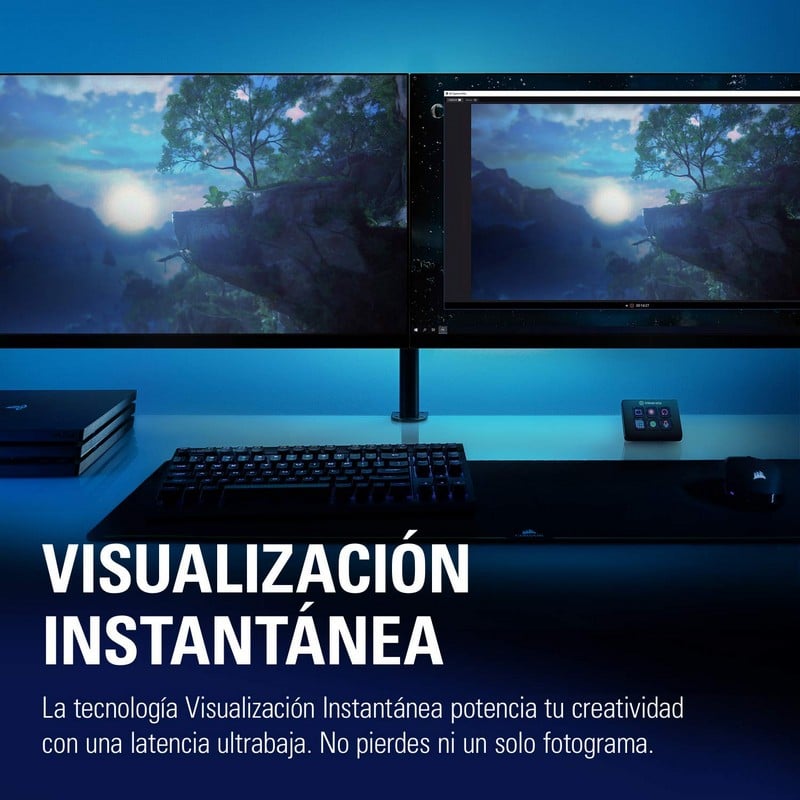 VISUALIZACIÓN
INSTANTÁNEA
La tecnología Visualización Instantánea potencia tu creatividad
con una latencia ultrabaja. No pierdes ni un solo fotograma.